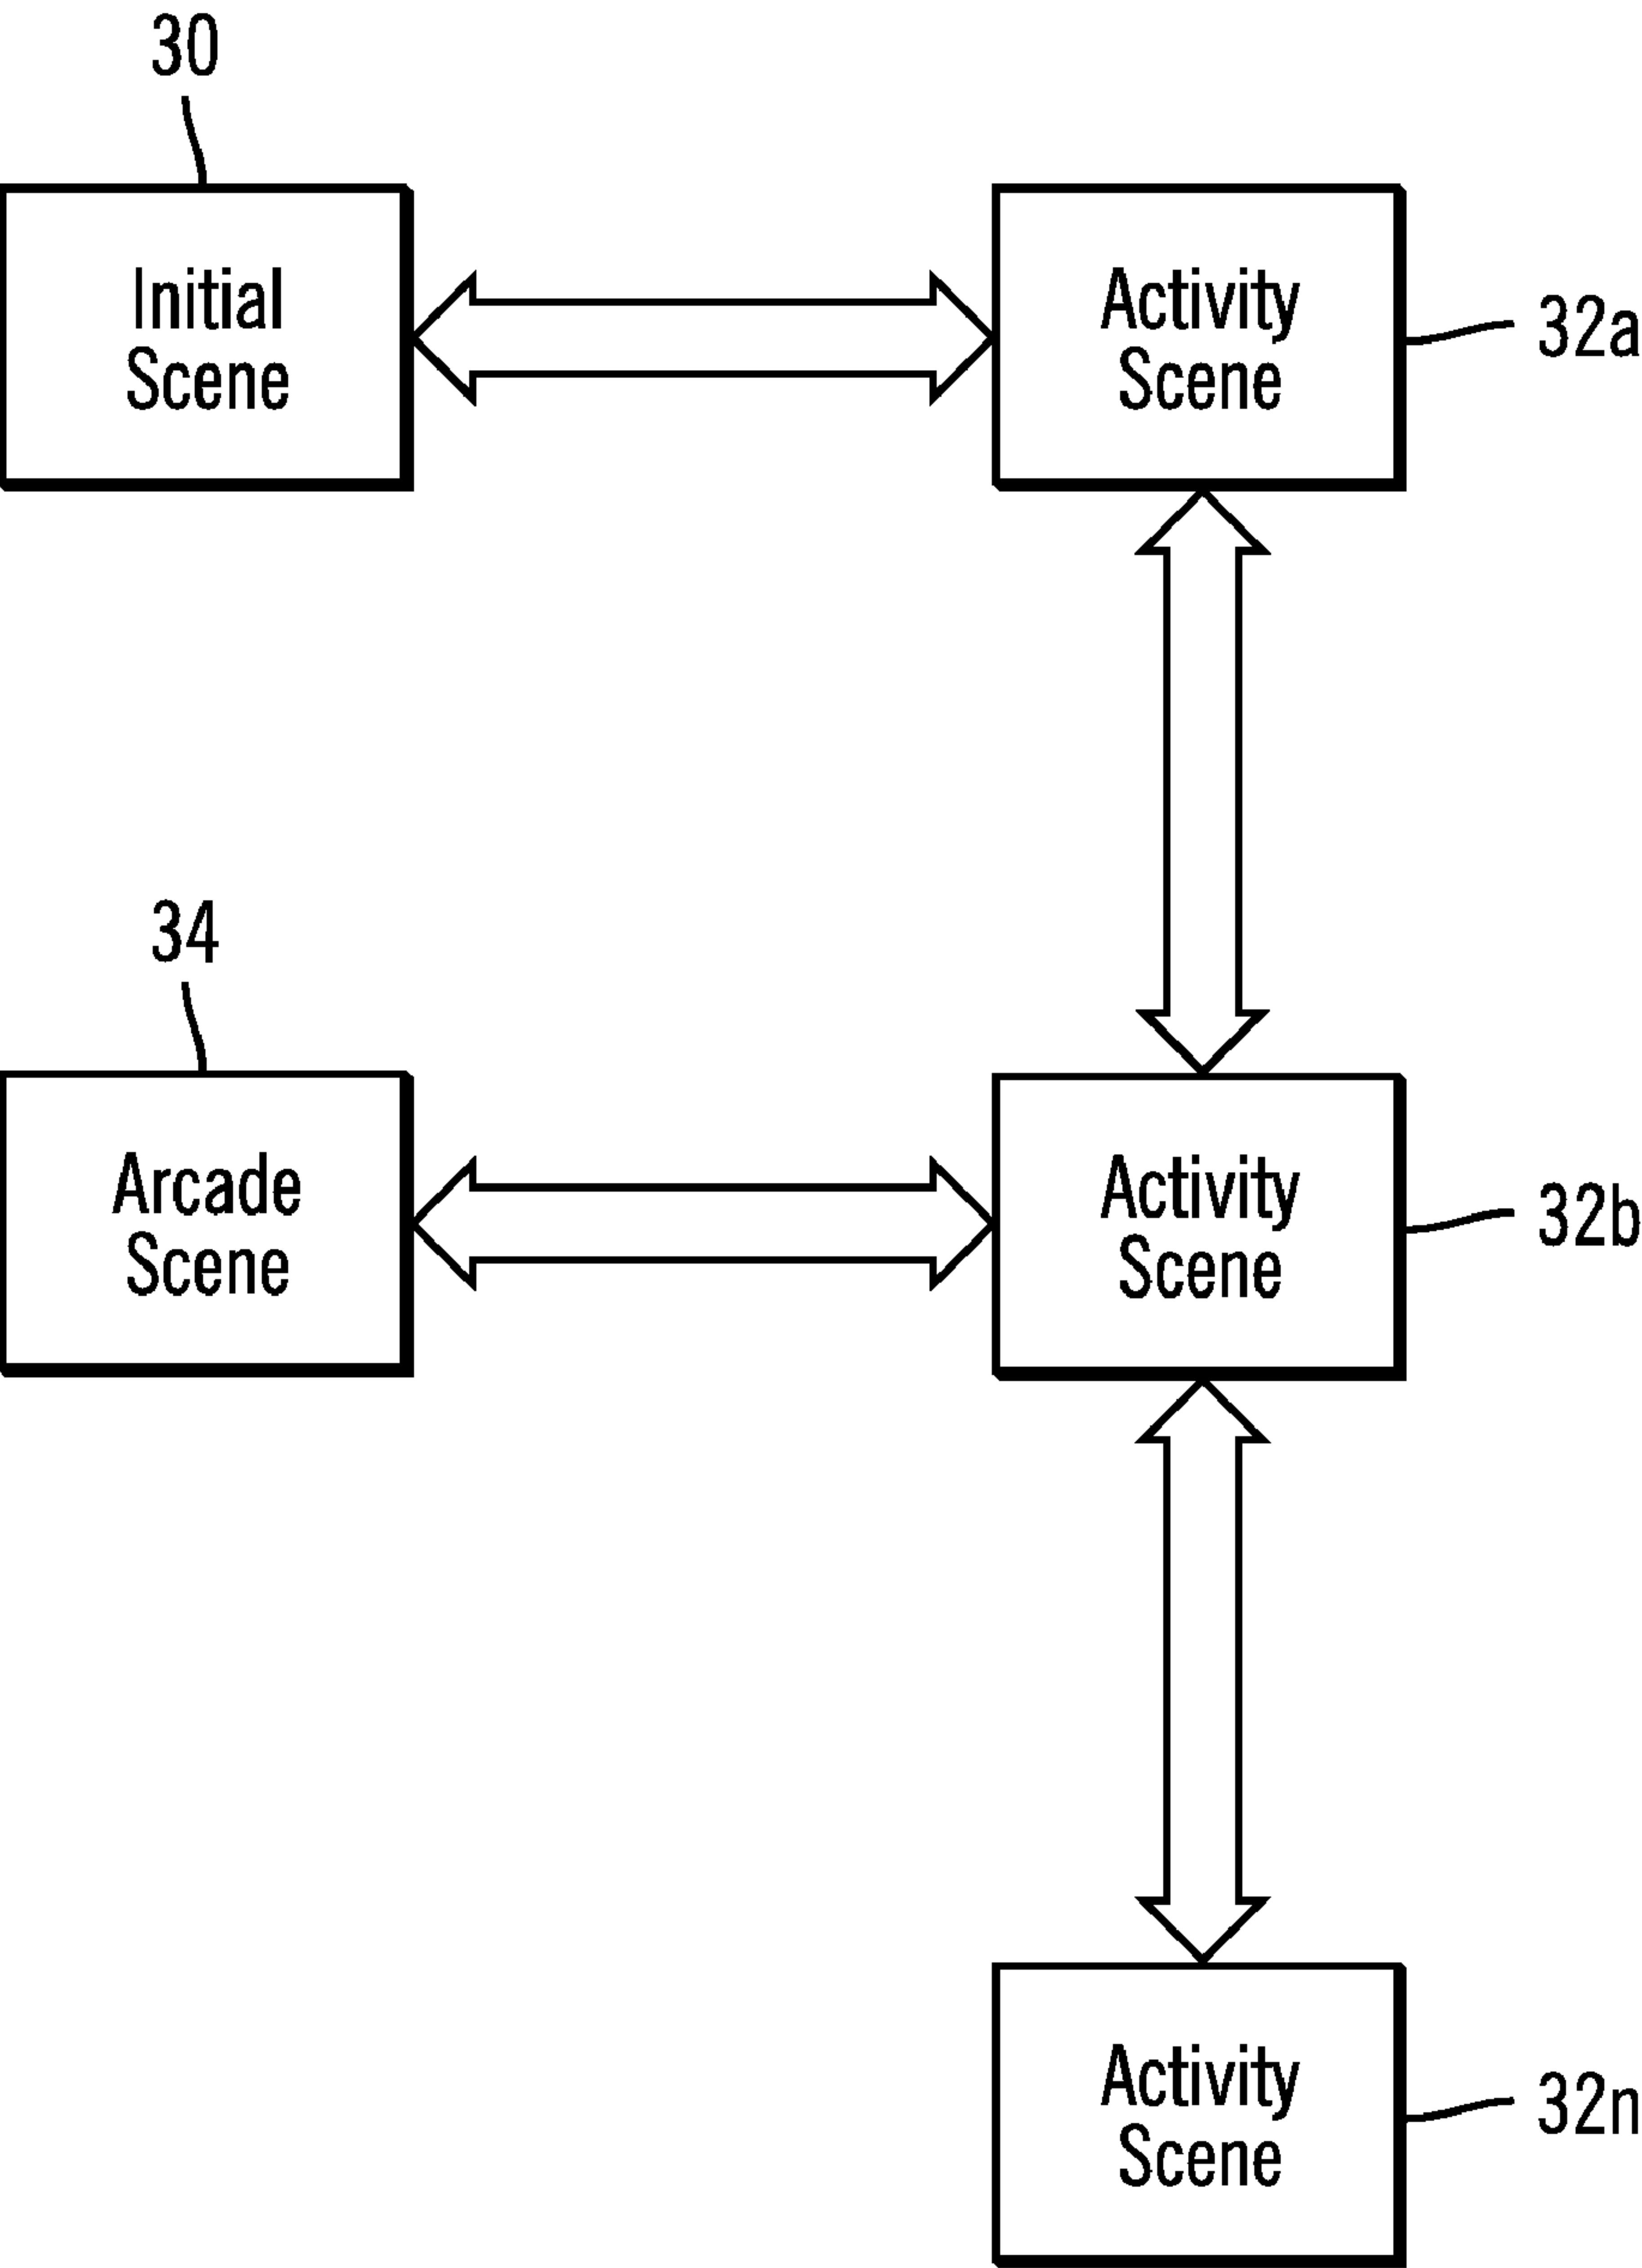 30
Initial
Scene
Activity
Scene
32a
34
Arcade
Scene
Activity
Scene
32b
Activity
Scene
32n